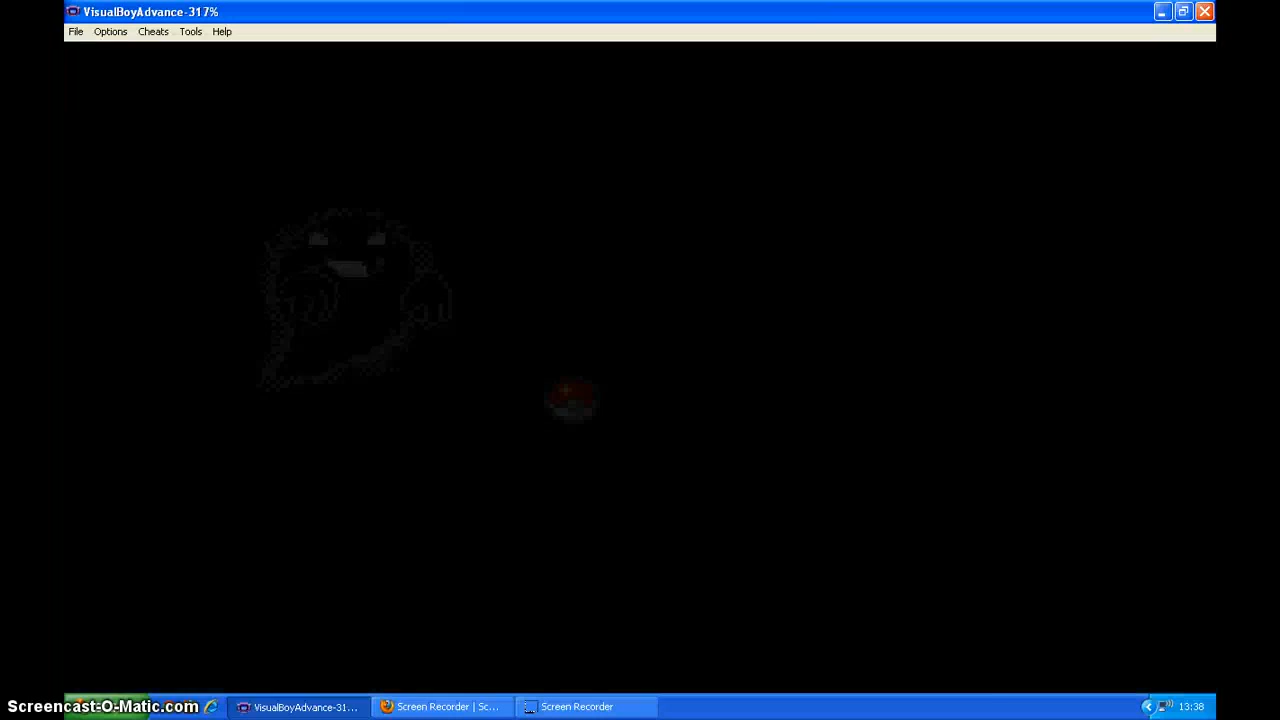 VisualBoyAdvance-317%
File Options Cheats Tools Help
Screencast-O-Matic.com
VisualBoyAdvance-31...
Screen Recorder | Sc...
Screen Recorder
13:38